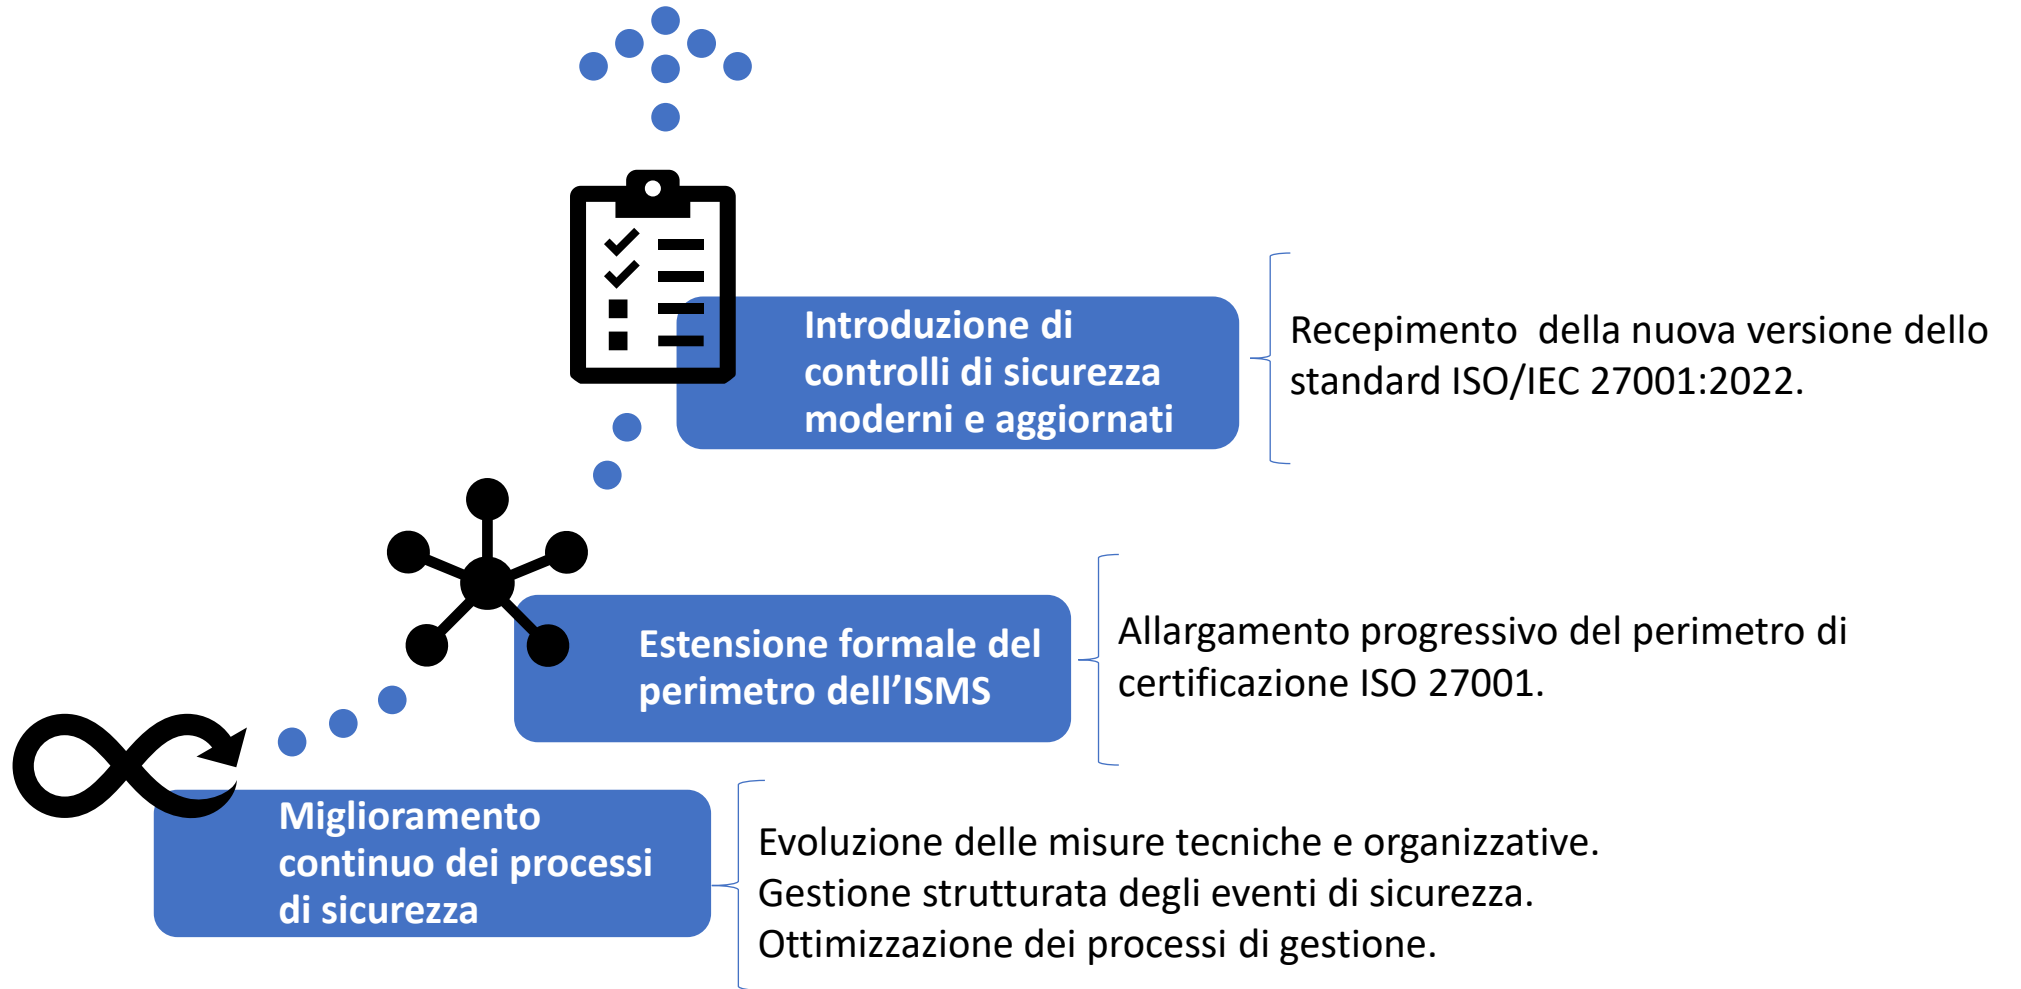 Introduzione di
controlli di sicurezza
moderni e aggiornati
Recepimento  della nuova versione dello
standard ISO/IEC 27001:2022.
Estensione formale del
perimetro dell’ISMS
Allargamento progressivo del perimetro di
certificazione ISO 27001.
Miglioramento
continuo dei processi
di sicurezza
Evoluzione delle misure tecniche e organizzative.
Gestione strutturata degli eventi di sicurezza.
Ottimizzazione dei processi di gestione.